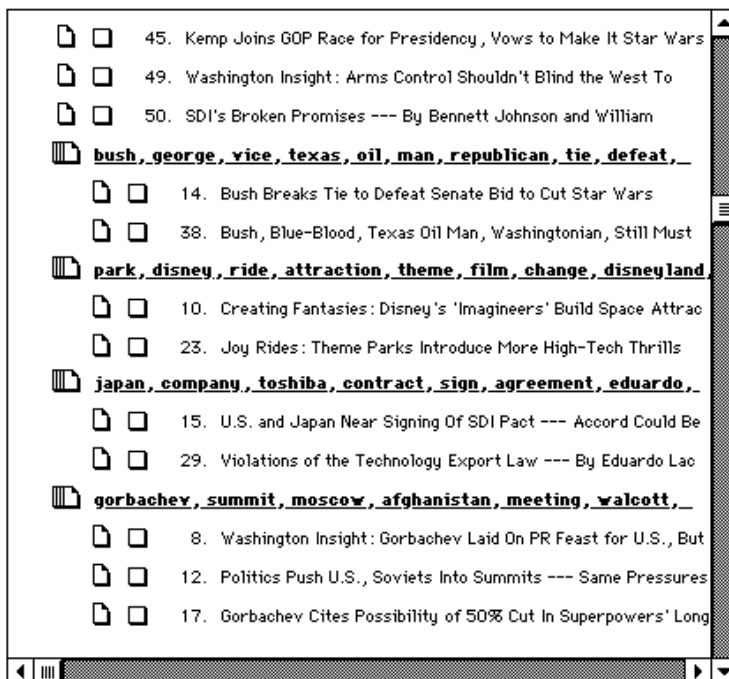 45. Kemp Joins GOP Race for Presidency, Vows to Make It Star Wars
49. Washington Insight: Arms Control Shouldn't Blind the West To
50. SDI's Broken Promises --- By Bennett Johnson and William
bush, george, vice, texas, oil, man, republican, tie, defeat,
14. Bush Breaks Tie to Defeat Senate Bid to Cut Star Wars
38. Bush, Blue-Blood, Texas Oil Man, Washingtonian, Still Must
park, disney, ride, attraction, theme, film, change, disneyland,
10. Creating Fantasies: Disney's 'Imagineers' Build Space Attrac
23. Joy Rides: Theme Parks Introduce More High-Tech Thrills
japan, company, toshiba, contract, sign, agreement, eduardo,
15. U.S. and Japan Near Signing Of SDI Pact --- Accord Could Be
29. Violations of the Technology Export Law --- By Eduardo Lac
gorbachev, summit, moscow, afghanistan, meeting, walcott,
8. Washington Insight: Gorbachev Laid On PR Feast for U.S., But
12. Politics Push U.S., Soviets Into Summits --- Same Pressures
17. Gorbachev Cites Possibility of 50% Cut In Superpowers' Long